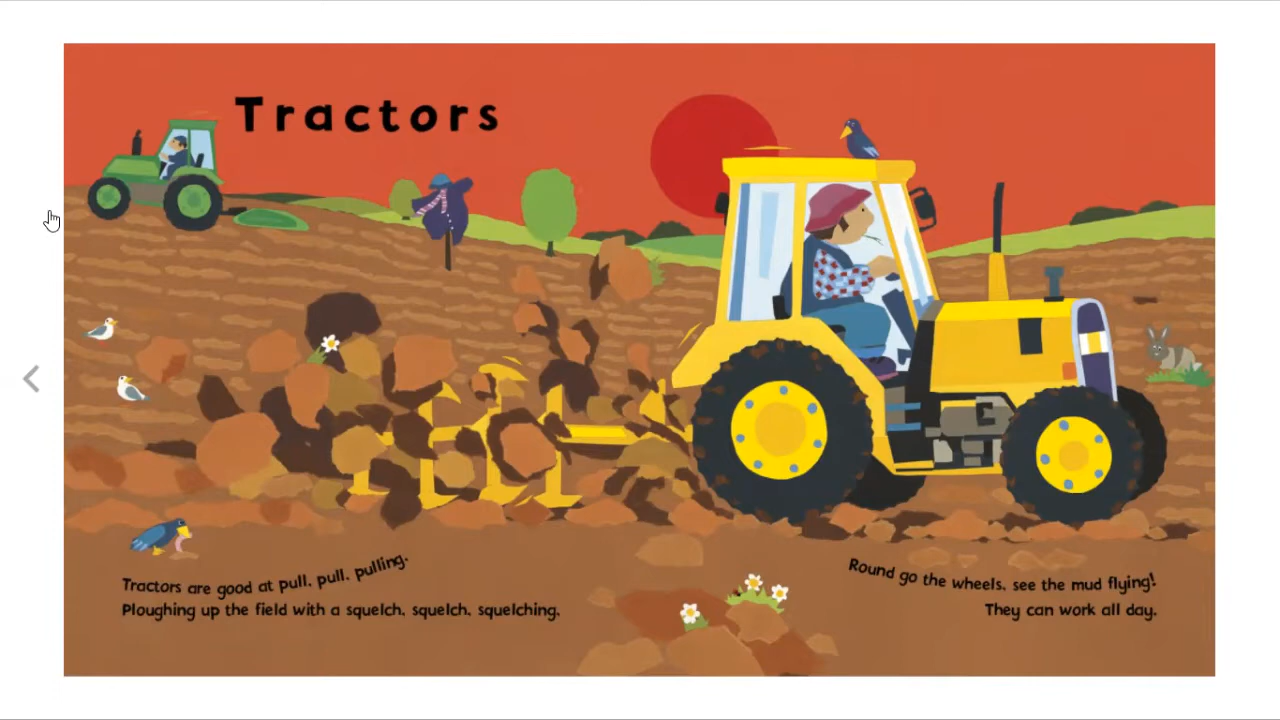 Tractors
Tractors are good at pull, pull, pulling.
Ploughing up the field with a squelch, squelch, squelching.
Round go the wheels, see the mud flying!
They can work all day.